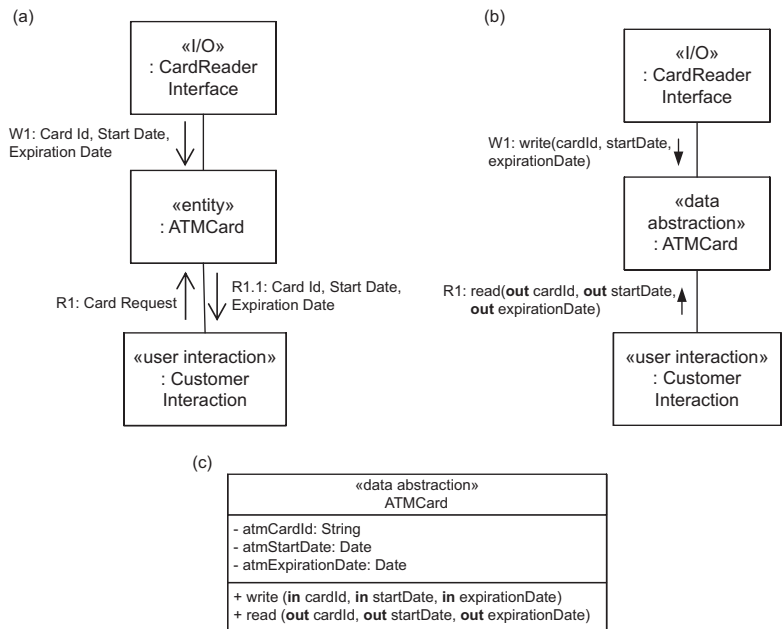 (a)
«I/O»
: CardReader
Interface
W1: Card Id, Start Date,
Expiration Date
«entity»
: ATMCard
R1: Card Request
R1.1: Card Id, Start Date,
Expiration Date
«user interaction»
: Customer
Interaction
(b)
«I/O»
: CardReader
Interface
W1: write(cardId, startDate,
expirationDate)
«data
abstraction»
: ATMCard
R1: read(out cardId, out startDate,
out expirationDate)
«user interaction»
: Customer
Interaction
(c)
«data abstraction»
ATMCard
- atmCardId: String
- atmStartDate: Date
- atmExpirationDate: Date
+ write (in cardId, in startDate, in expirationDate)
+ read (out cardId, out startDate, out expirationDate)